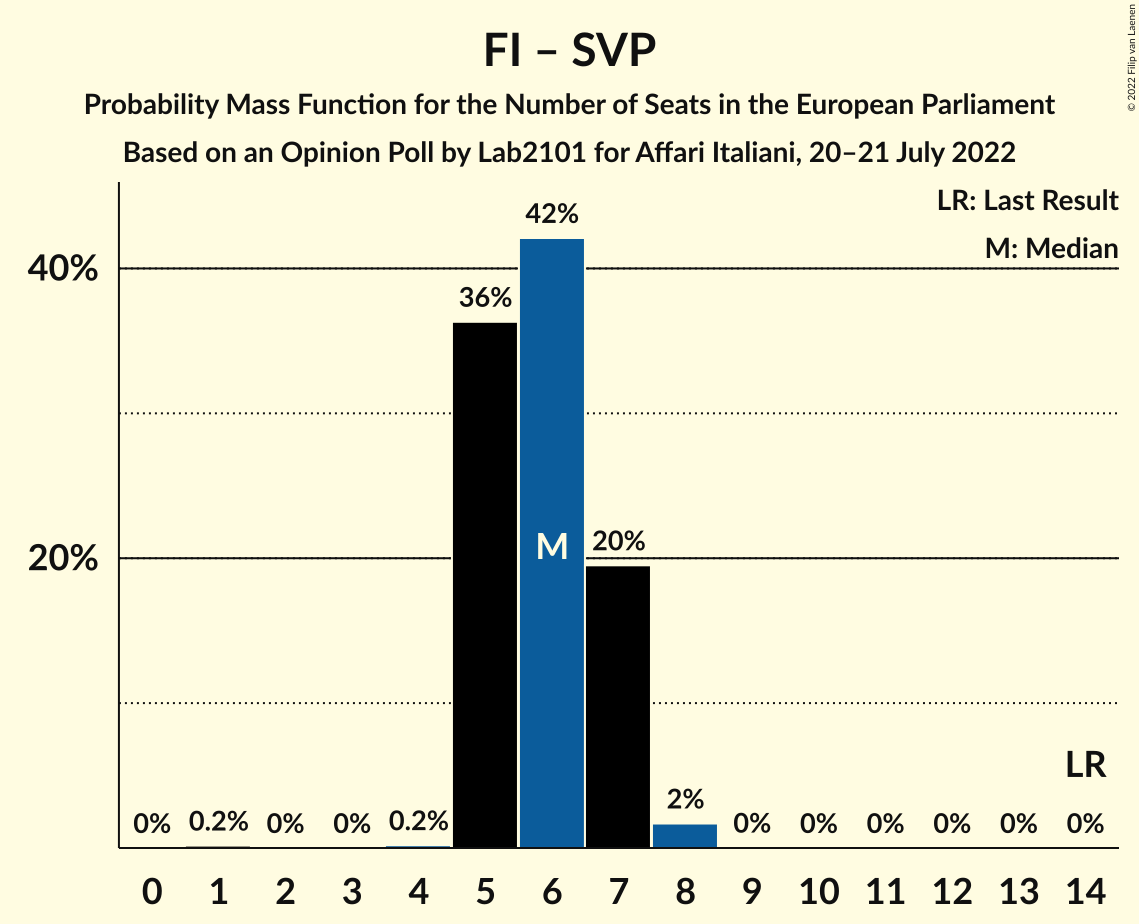 FI – SVP
Probability Mass Function for the Number of Seats in the European Parliament
Based on an Opinion Poll by Lab2101 for Affari Italiani, 20–21 July 2022
© 2022 Filip van Laenen
LR: Last Result
M: Median
40%
20%
0%
0.2%
0%
0%
0.2%
36%
42%
M
20%
2%
0%
0%
0%
0%
0%
LR
0%
0 1 2 3 4 5 6 7 8 9 10 11 12 13 14